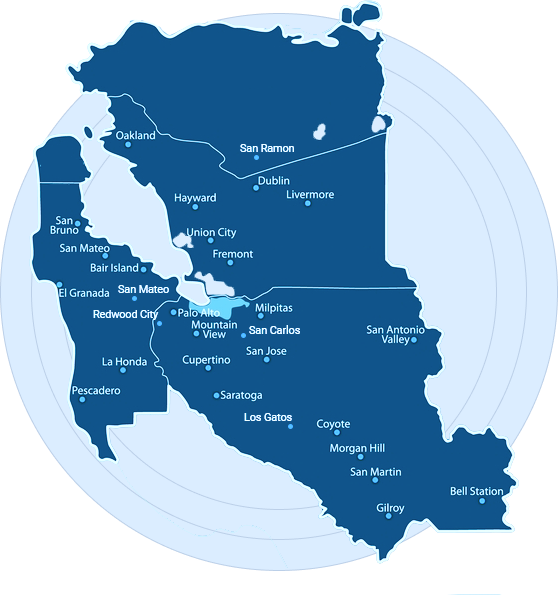 Oakland
San Ramon
Dublin
Livermore
Hayward
San
Bruno
Union City
San Mateo
Fremont
Bair Island
El Granada
San Mateo
Redwood City
Palo Alto
Milpitas
Mountain
View
San Carlos
San Antonio
Valley
San Jose
La Honda
Cupertino
Pescadero
Saratoga
Los Gatos
Coyote
Morgan Hill
San Martin
Bell Station
Gilroy